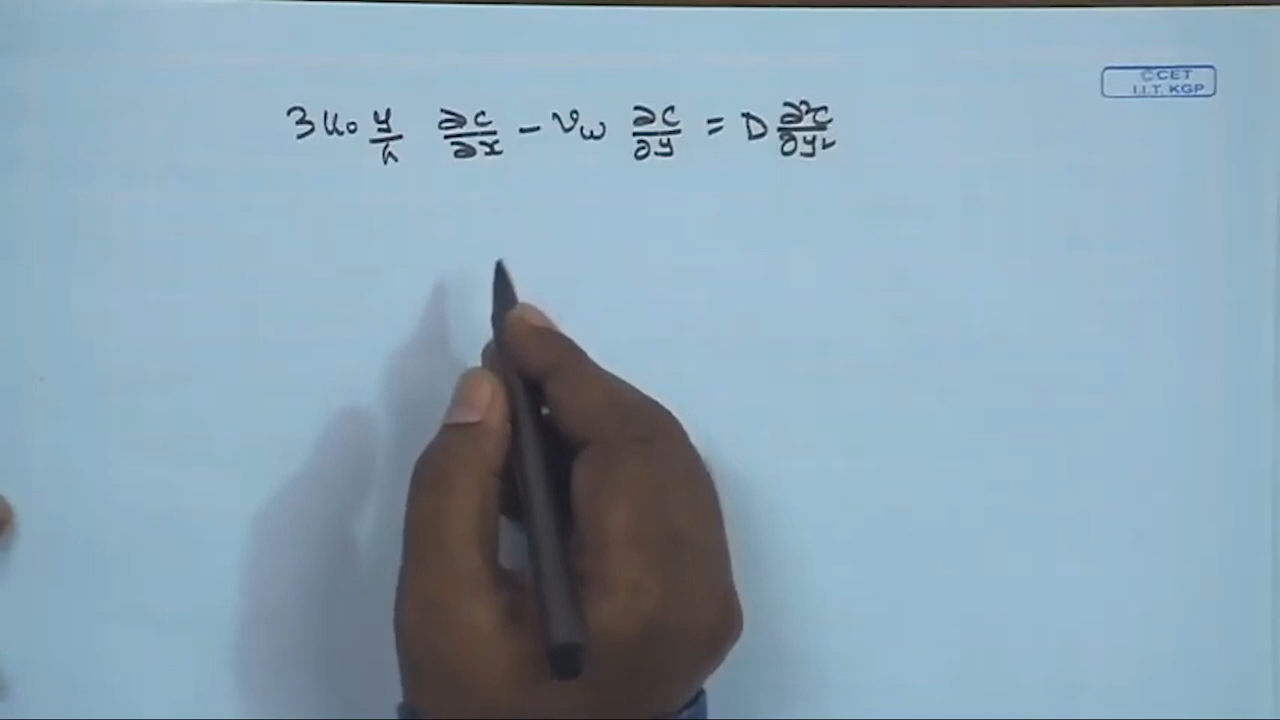 3u₀ y/h ∂c/∂x - v_w ∂c/∂y = D ∂²c/∂y²
©CET
I.I.T. KGP